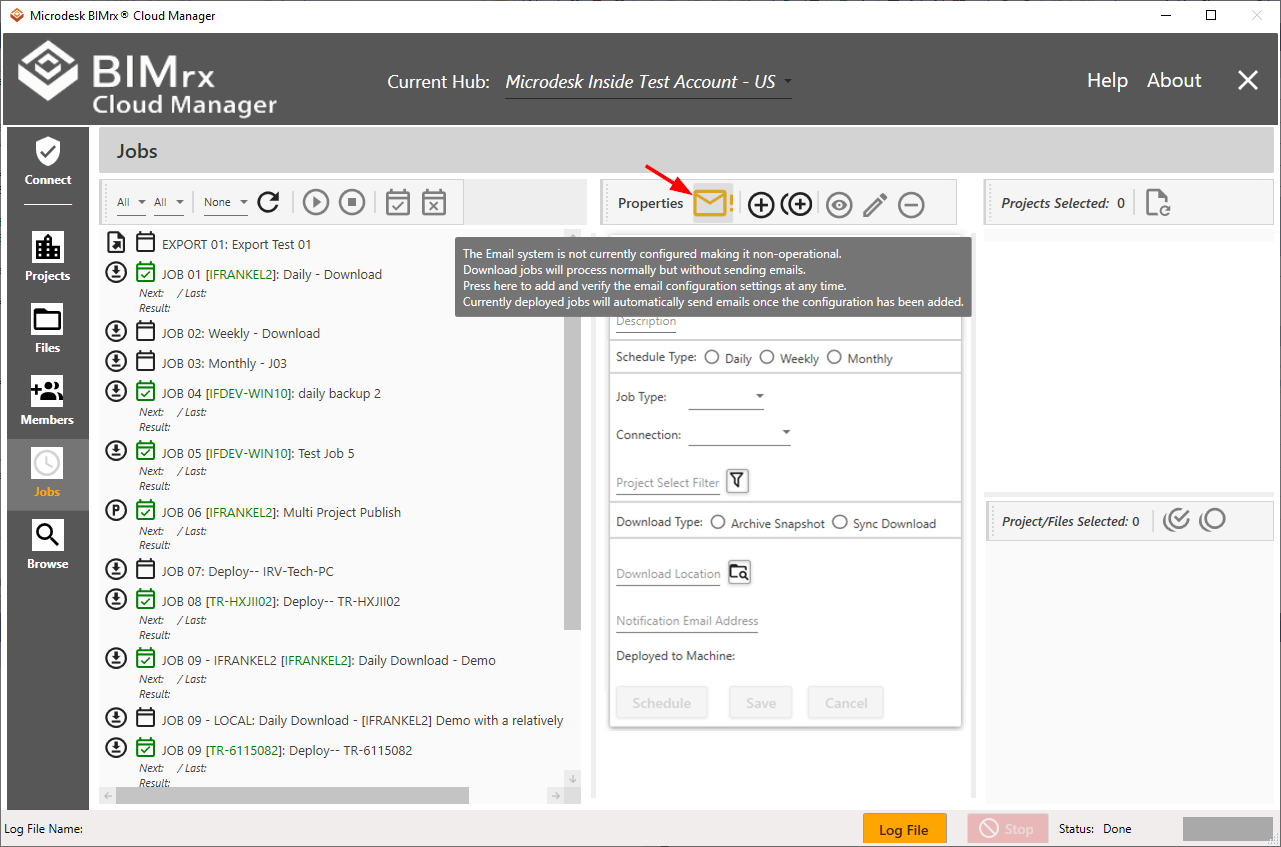 Microdesk BIMrx® Cloud Manager
BIMrx
Cloud Manager
Current Hub: Microdesk Inside Test Account - US
Help About
Connect
Projects
Files
Members
Jobs
Browse
Jobs
All All None
EXPORT 01: Export Test 01
JOB 01 [IFRANKEL2]: Daily - Download
Next: / Last:
Result:
JOB 02: Weekly - Download
JOB 03: Monthly - J03
JOB 04 [IFDEV-WIN10]: daily backup 2
Next: / Last:
Result:
JOB 05 [IFDEV-WIN10]: Test Job 5
Next: / Last:
Result:
P JOB 06 [IFRANKEL2]: Multi Project Publish
Next: / Last:
Result:
JOB 07: Deploy-- IRV-Tech-PC
JOB 08 [TR-HXJII02]: Deploy-- TR-HXJII02
Next: / Last:
Result:
JOB 09 - IFRANKEL2 [IFRANKEL2]: Daily Download - Demo
Next: / Last:
Result:
JOB 09 - LOCAL: Daily Download - [IFRANKEL2] Demo with a relatively
JOB 09 [TR-6115082]: Deploy-- TR-6115082
Next: / Last:
Result:
Properties
The Email system is not currently configured making it non-operational.
Download jobs will process normally but without sending emails.
Press here to add and verify the email configuration settings at any time.
Currently deployed jobs will automatically send emails once the configuration has been added.
Description
Schedule Type: Daily Weekly Monthly
Job Type:
Connection:
Project Select Filter
Download Type: Archive Snapshot Sync Download
Download Location
Notification Email Address
Deployed to Machine:
Schedule Save Cancel
Projects Selected: 0
Project/Files Selected: 0
Log File Name:
Log File
Stop
Status: Done